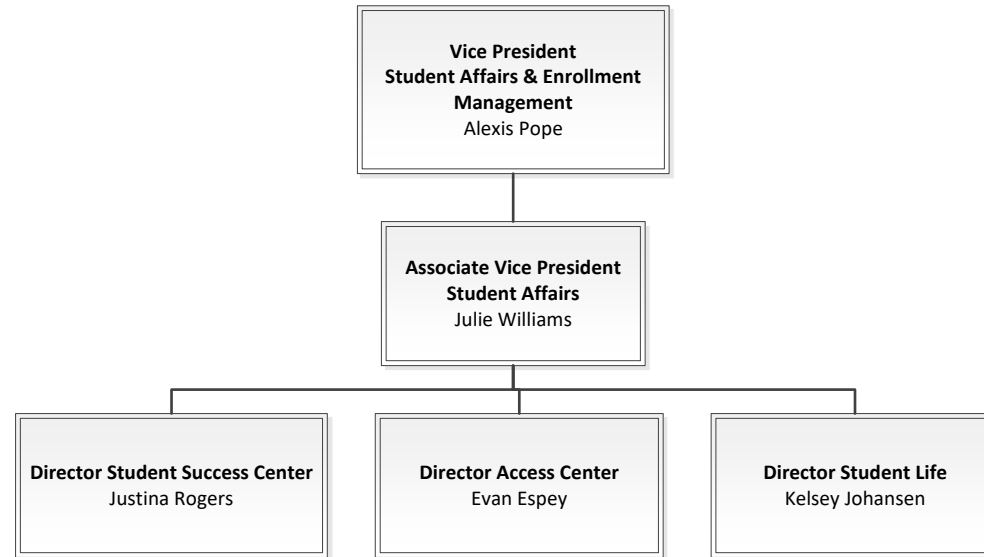 Vice President
Student Affairs & Enrollment
Management
Alexis Pope
Associate Vice President
Student Affairs
Julie Williams
Director Student Success Center
Justina Rogers
Director Access Center
Evan Espey
Director Student Life
Kelsey Johansen